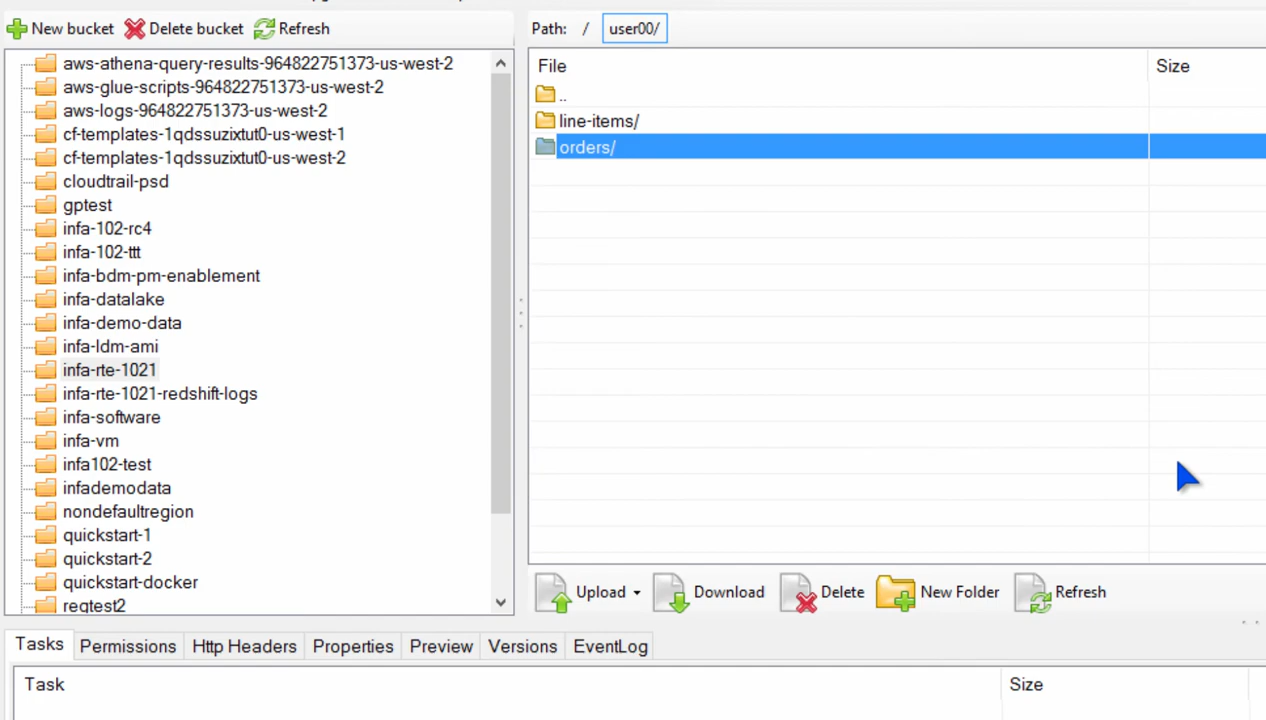 New bucket Delete bucket Refresh
aws-athena-query-results-964822751373-us-west-2
aws-glue-scripts-964822751373-us-west-2
aws-logs-964822751373-us-west-2
cf-templates-1qdssuzixtut0-us-west-1
cf-templates-1qdssuzixtut0-us-west-2
cloudtrail-psd
gptest
infa-102-rc4
infa-102-ttt
infa-bdm-pm-enablement
infa-datalake
infa-demo-data
infa-ldm-ami
infa-rte-1021
infa-rte-1021-redshift-logs
infa-software
infa-vm
infa102-test
infademodata
nondefaultregion
quickstart-1
quickstart-2
quickstart-docker
regtest2
Path: / user00/
File Size
..
line-items/
orders/
Upload Download Delete New Folder Refresh
Tasks Permissions Http Headers Properties Preview Versions EventLog
Task Size